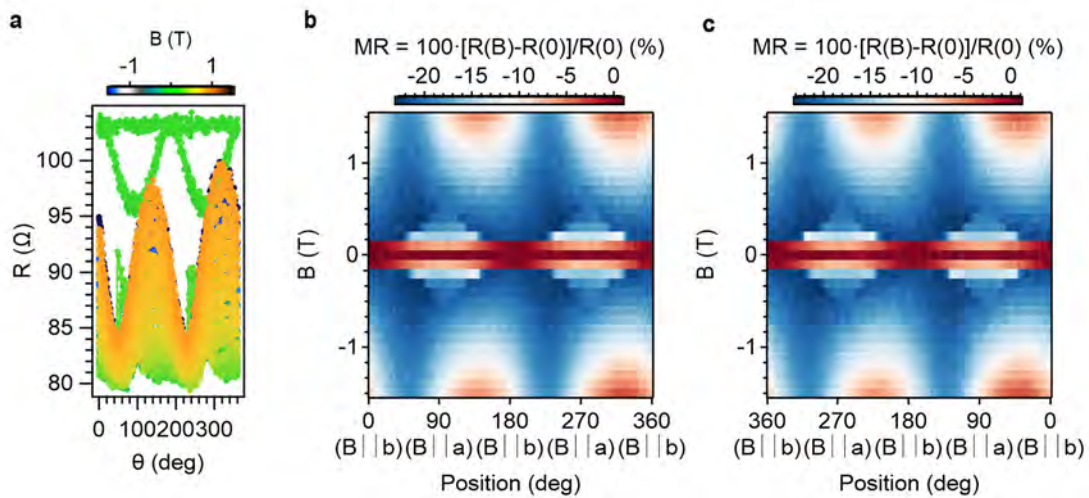 a
B (T)
-1 1
100
95
90
85
80
R (Ω)
0 100200300
θ (deg)
b
MR = 100·[R(B)-R(0)]/R(0) (%)
-20 -15 -10 -5 0
1
0
-1
B (T)
0 90 180 270 360
(B││b)(B││a)(B││b)(B││a)(B││b)
Position (deg)
c
MR = 100·[R(B)-R(0)]/R(0) (%)
-20 -15 -10 -5 0
1
0
-1
B (T)
360 270 180 90 0
(B││b)(B││a)(B││b)(B││a)(B││b)
Position (deg)